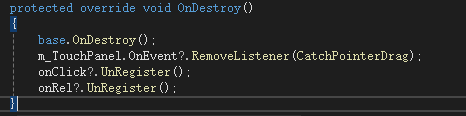 protected override void OnDestroy()
{
base.OnDestroy();
m_TouchPanel.OnEvent?.RemoveListener(CatchPointerDrag);
onClick?.UnRegister();
onRel?.UnRegister();
}